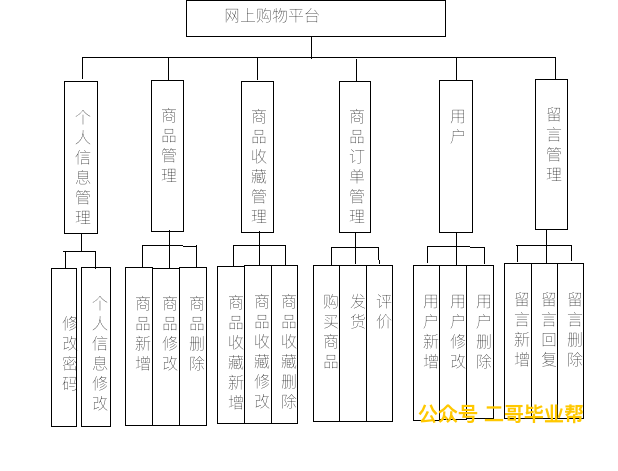 网上购物平台
个人信息管理
商品管理
商品收藏管理
商品订单管理
用户
留言管理
修改密码
个人信息修改
商品新增
商品修改
商品删除
商品收藏新增
商品收藏修改
商品收藏删除
购买商品
发货
评价
用户新增
用户修改
用户删除
留言新增
留言回复
留言删除
公众号 二哥毕业帮